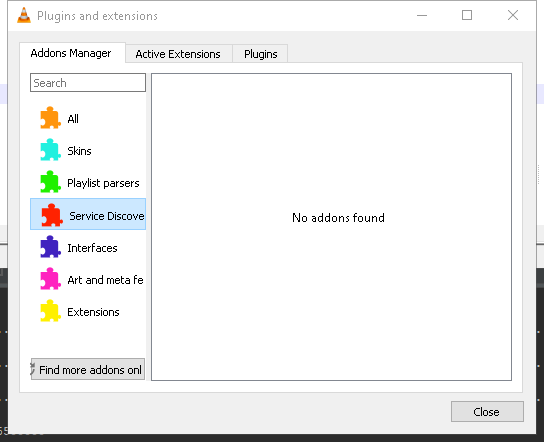 Plugins and extensions
Addons Manager
Active Extensions
Plugins
Search
All
Skins
Playlist parsers
Service Discove
Interfaces
Art and meta fe
Extensions
No addons found
Find more addons onl
Close